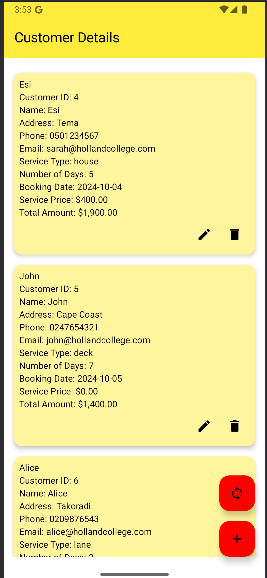 3:53 G
Customer Details
Esi
Customer ID: 4
Name: Esi
Address: Tema
Phone: 0501234567
Email: sarah@hollandcollege.com
Service Type: house
Number of Days: 5
Booking Date: 2024-10-04
Service Price: $400.00
Total Amount: $1,900.00
John
Customer ID: 5
Name: John
Address: Cape Coast
Phone: 0247654321
Email: john@hollandcollege.com
Service Type: deck
Number of Days: 7
Booking Date: 2024-10-05
Service Price: $0.00
Total Amount: $1,400.00
Alice
Customer ID: 6
Name: Alice
Address: Takoradi
Phone: 0209876543
Email: alice@hollandcollege.com
Service Type: lane
Number of Days: